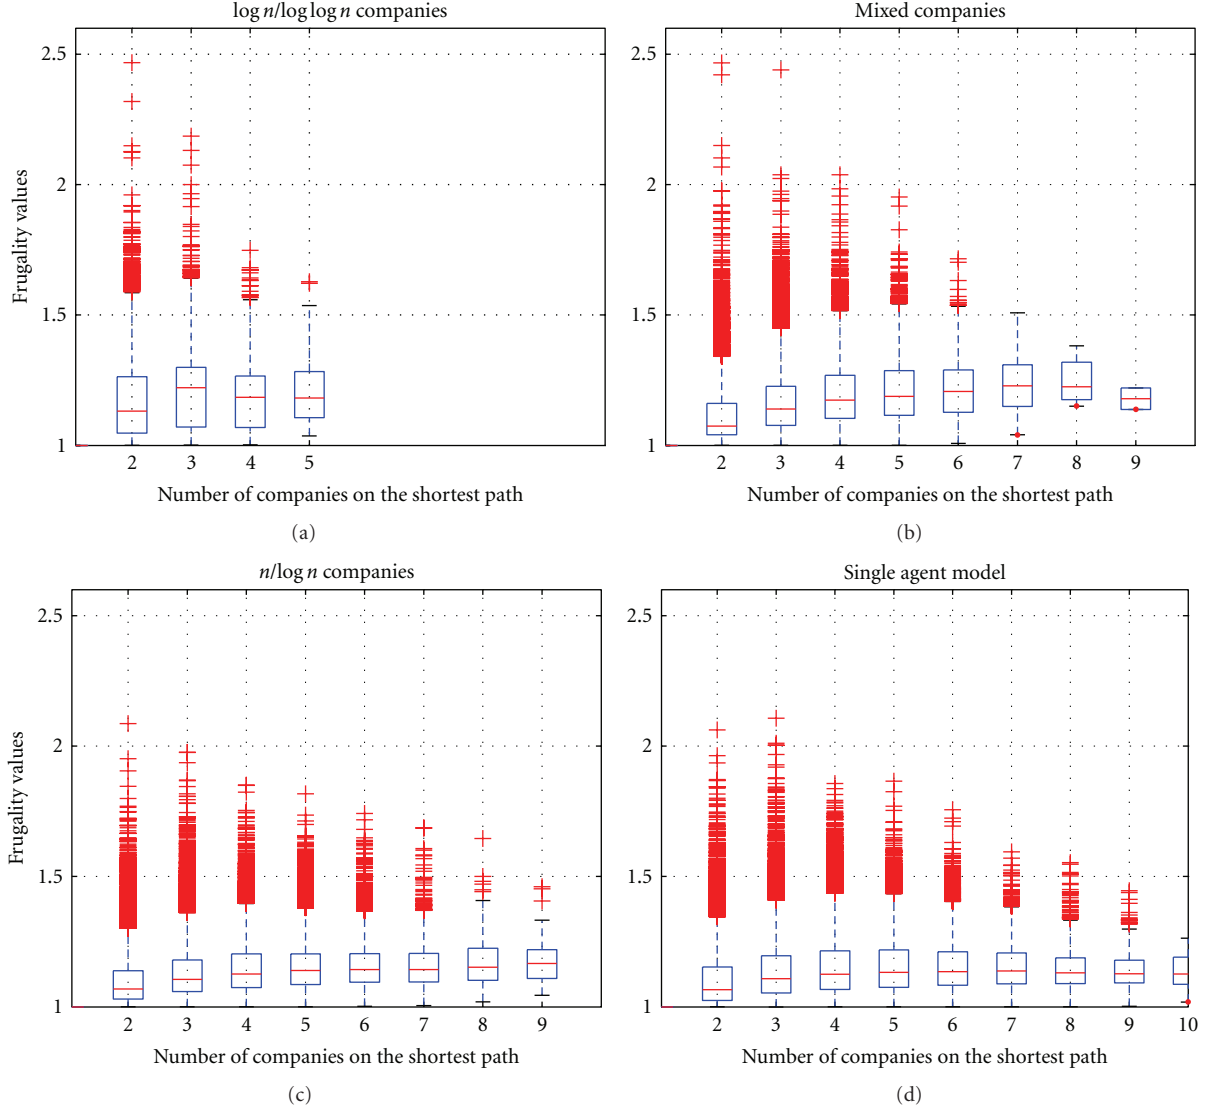 log n/log log n companies
2.5
2
1.5
1
Frugality values
2 3 4 5
Number of companies on the shortest path
(a)
Mixed companies
2.5
2
1.5
1
2 3 4 5 6 7 8 9
Number of companies on the shortest path
(b)
n/log n companies
2.5
2
1.5
1
Frugality values
2 3 4 5 6 7 8 9
Number of companies on the shortest path
(c)
Single agent model
2.5
2
1.5
1
2 3 4 5 6 7 8 9 10
Number of companies on the shortest path
(d)